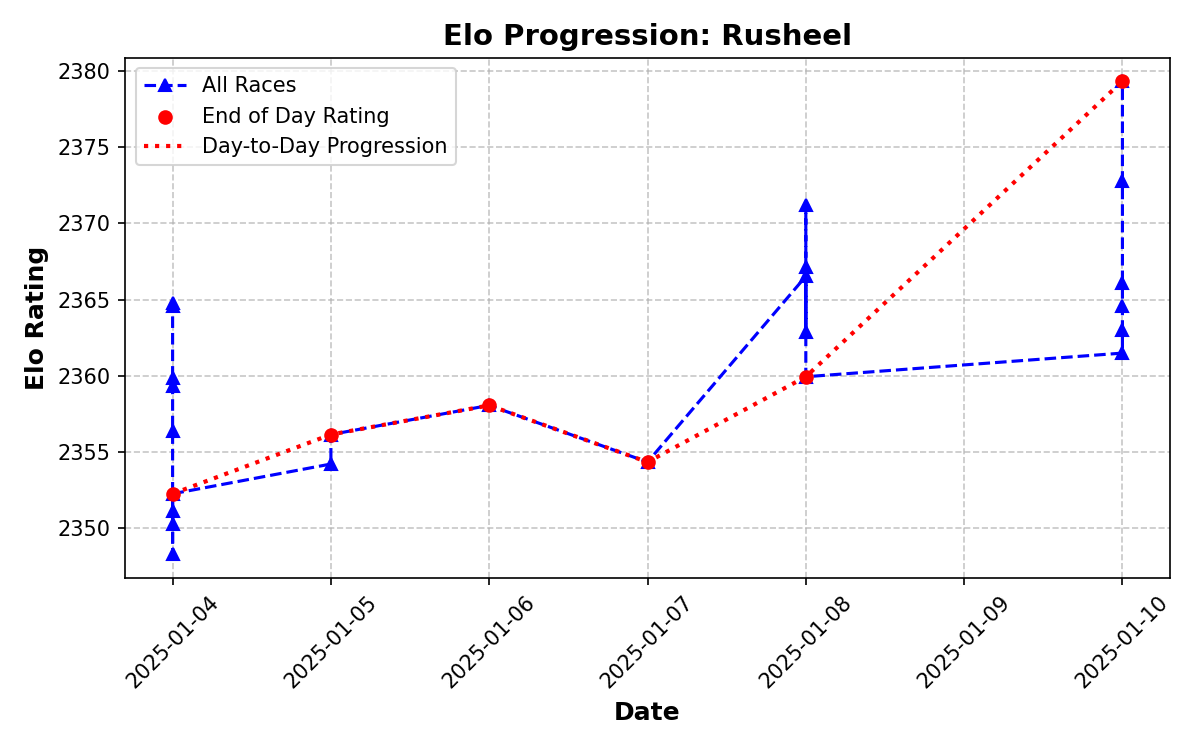 Elo Progression: Rusheel
All Races
End of Day Rating
Day-to-Day Progression
Elo Rating
2380
2375
2370
2365
2360
2355
2350
2025-01-04
2025-01-05
2025-01-06
2025-01-07
2025-01-08
2025-01-09
2025-01-10
Date